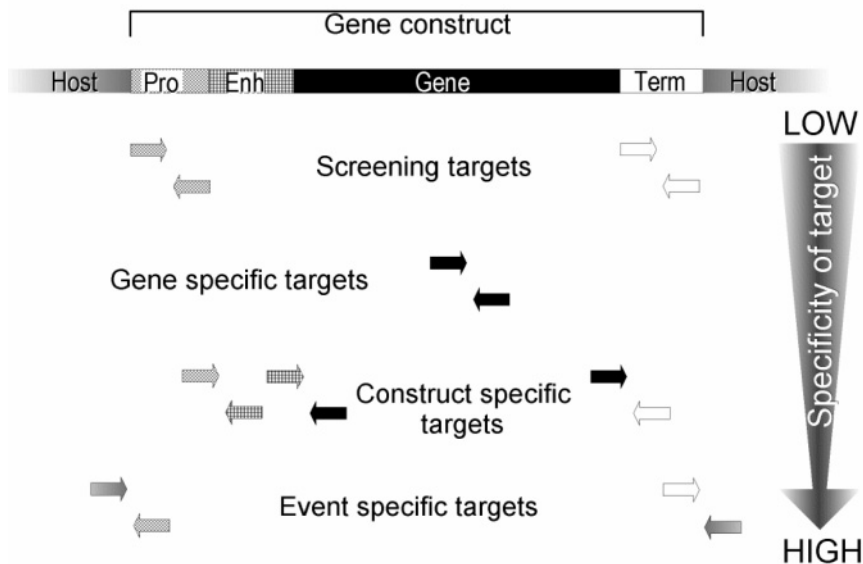 Gene construct
Host Pro Enh Gene Term Host
LOW
Screening targets
Specificity of target
Gene specific targets
Construct specific
targets
Event specific targets
HIGH